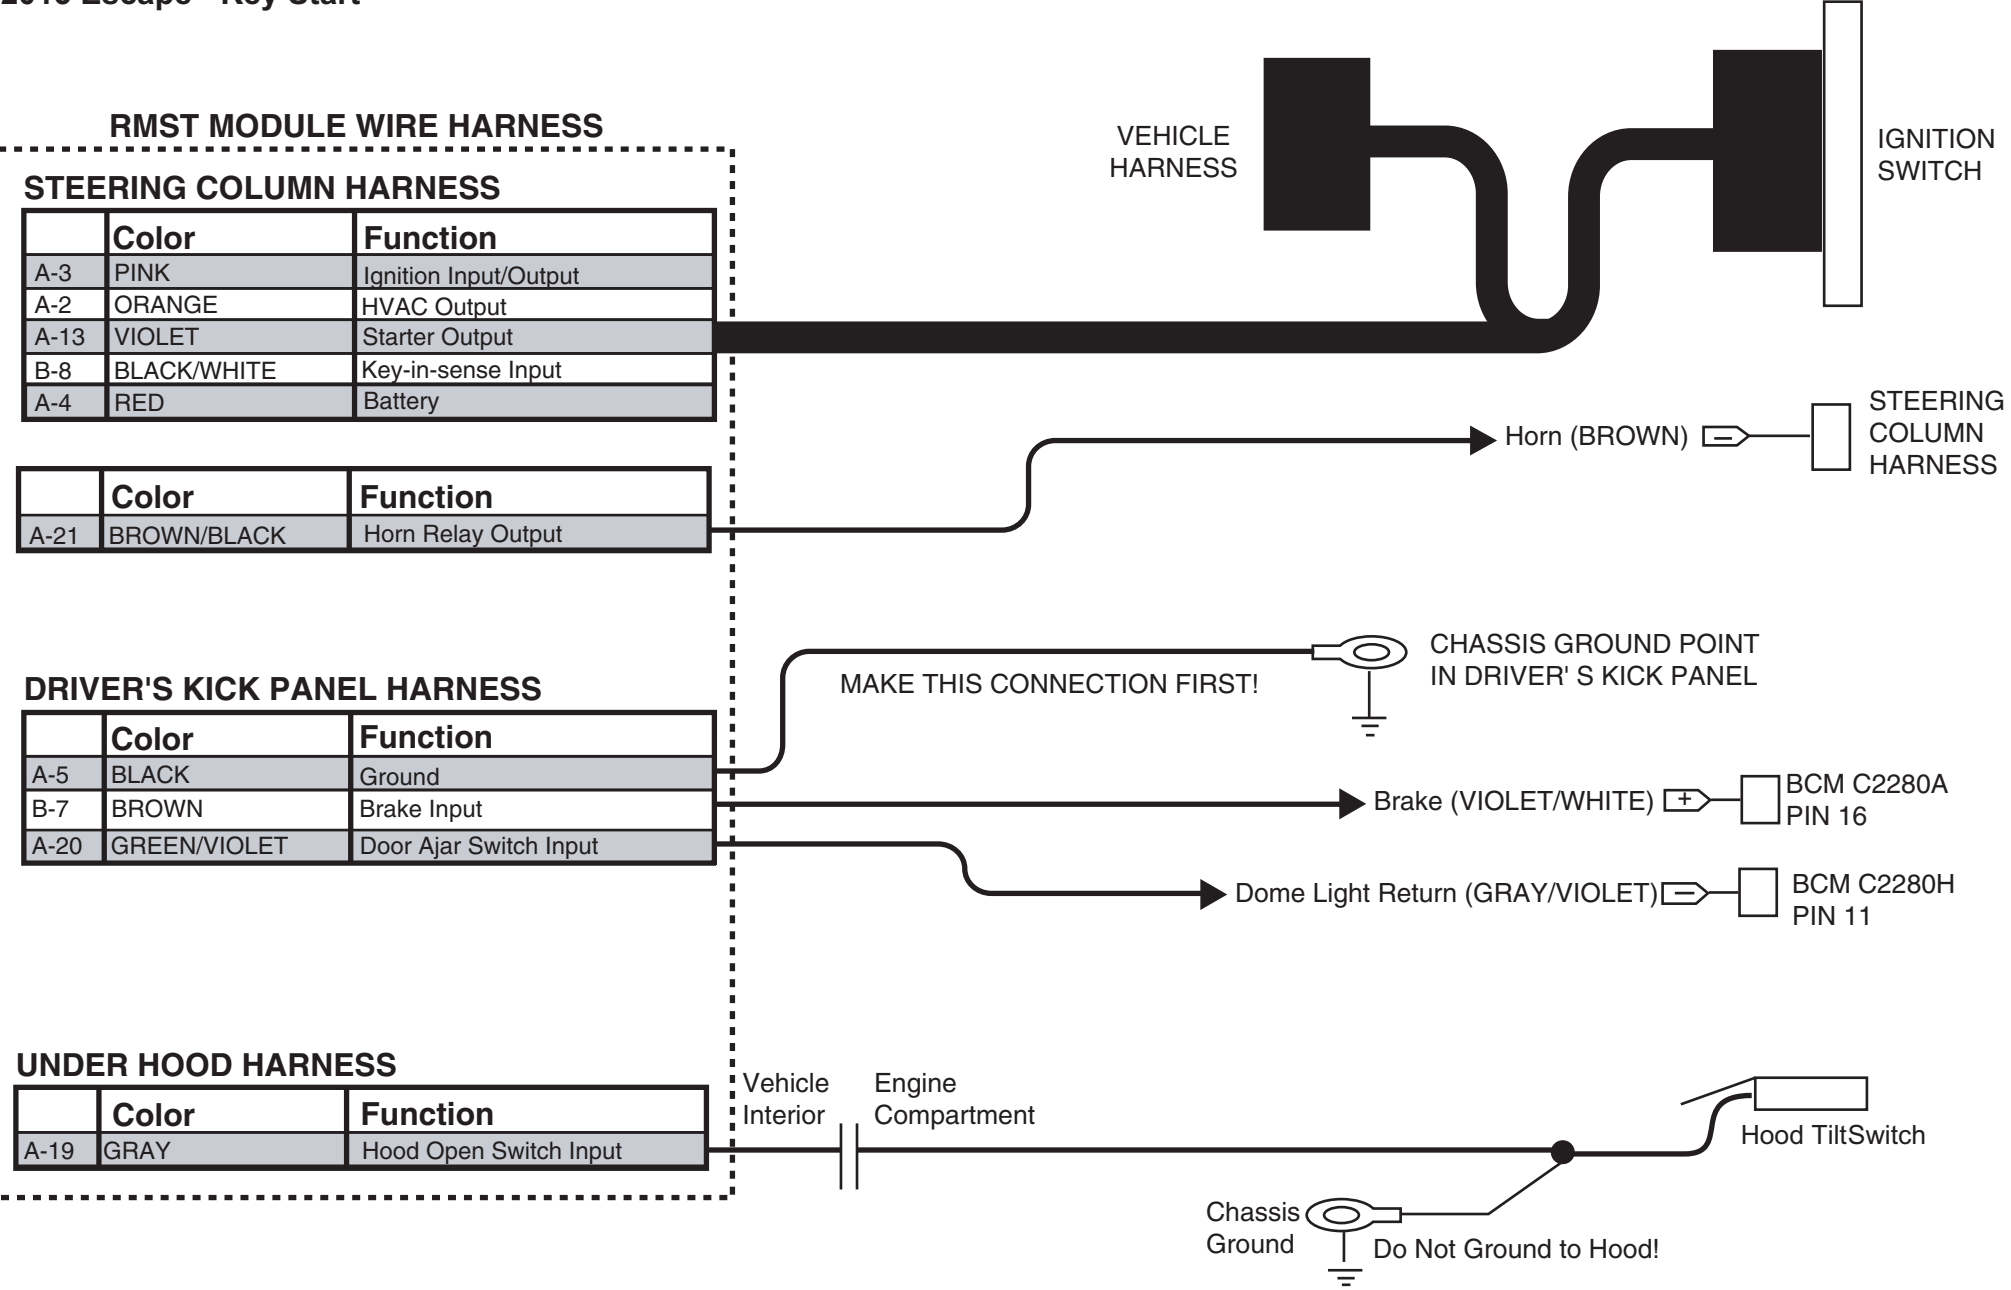 RMST MODULE WIRE HARNESS
STEERING COLUMN HARNESS
Color Function
A-3 PINK Ignition Input/Output
A-2 ORANGE HVAC Output
A-13 VIOLET Starter Output
B-8 BLACK/WHITE Key-in-sense Input
A-4 RED Battery
VEHICLE
HARNESS
IGNITION
SWITCH
Color Function
A-21 BROWN/BLACK Horn Relay Output
Horn (BROWN) –
STEERING
COLUMN
HARNESS
DRIVER'S KICK PANEL HARNESS
Color Function
A-5 BLACK Ground
B-7 BROWN Brake Input
A-20 GREEN/VIOLET Door Ajar Switch Input
MAKE THIS CONNECTION FIRST!
CHASSIS GROUND POINT
IN DRIVER' S KICK PANEL
Brake (VIOLET/WHITE) +
BCM C2280A
PIN 16
Dome Light Return (GRAY/VIOLET) –
BCM C2280H
PIN 11
UNDER HOOD HARNESS
Color Function
A-19 GRAY Hood Open Switch Input
Vehicle
Interior
Engine
Compartment
Hood TiltSwitch
Chassis
Ground
Do Not Ground to Hood!